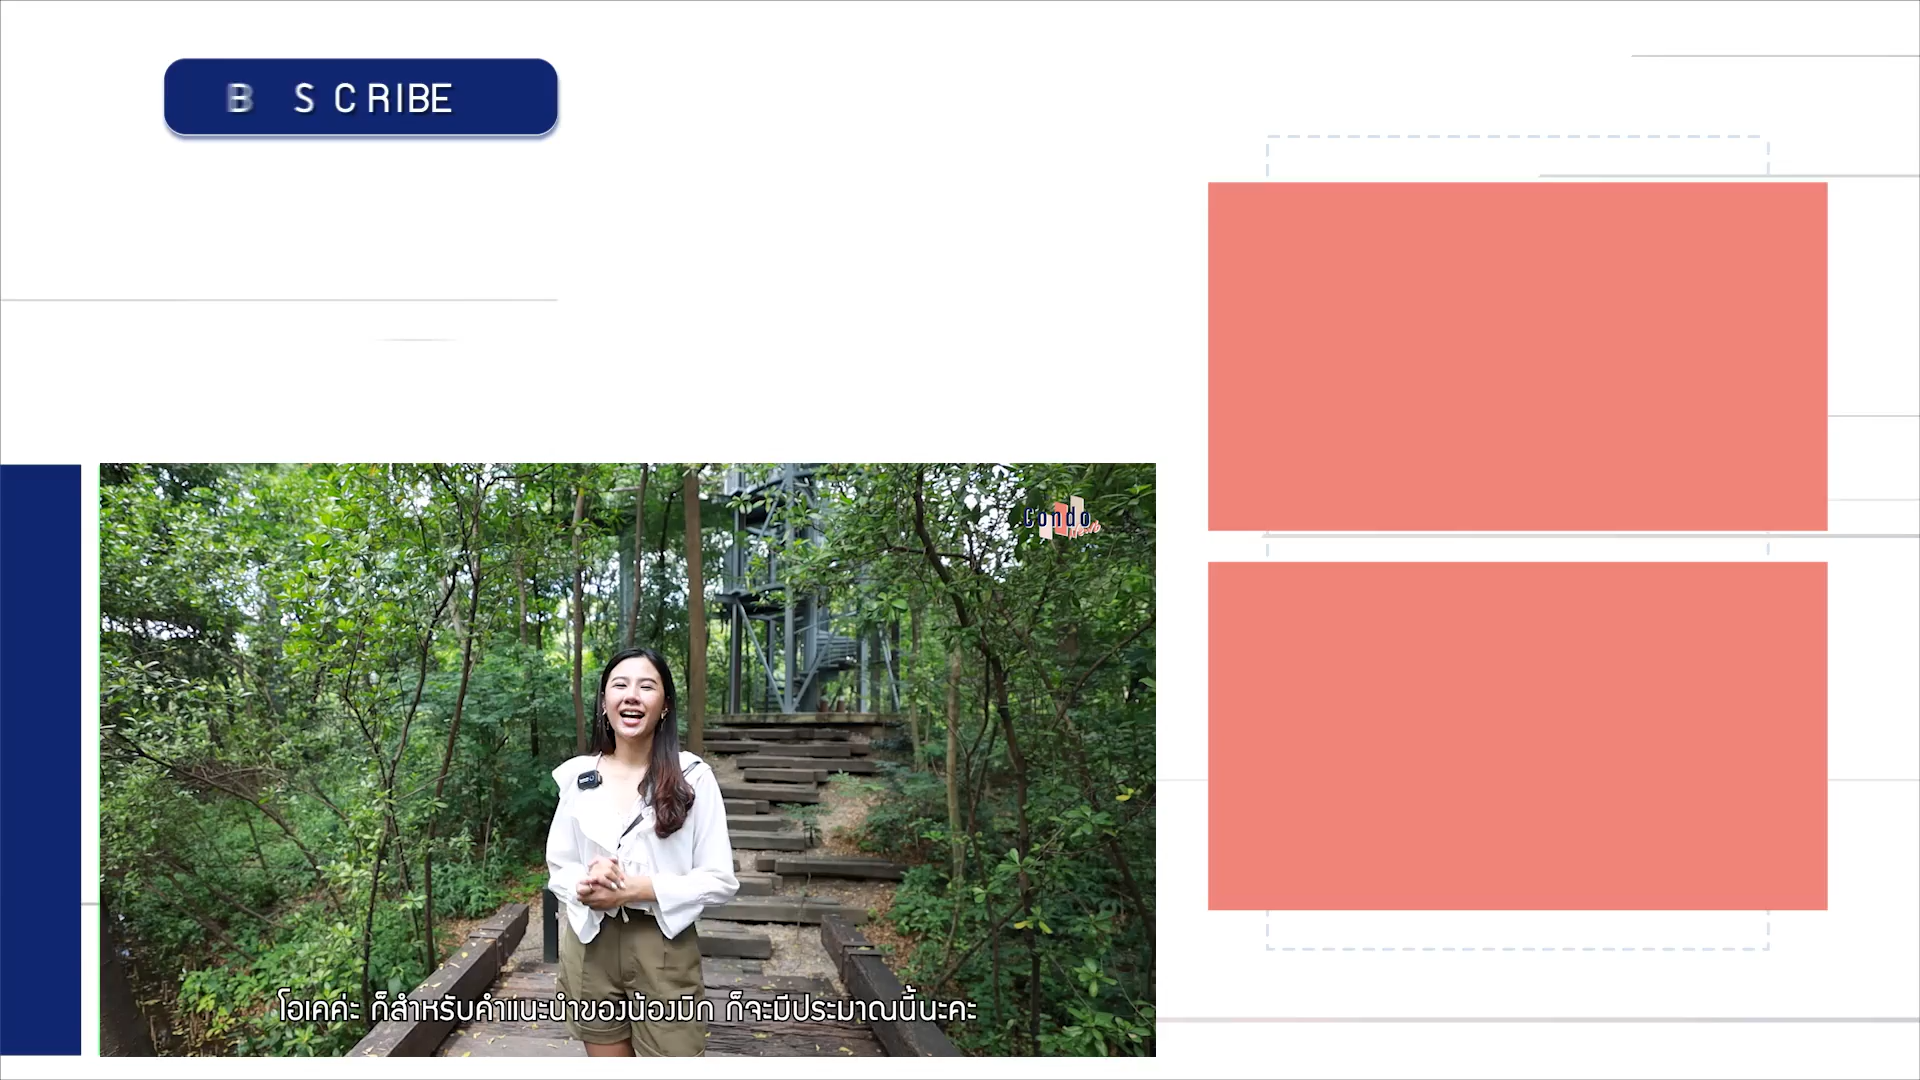 B SCRIBE
Condo
โอเคค่ะ ก็สำหรับคำแนะนำของน้องมิก ก็จะมีประมาณนี้นะคะ